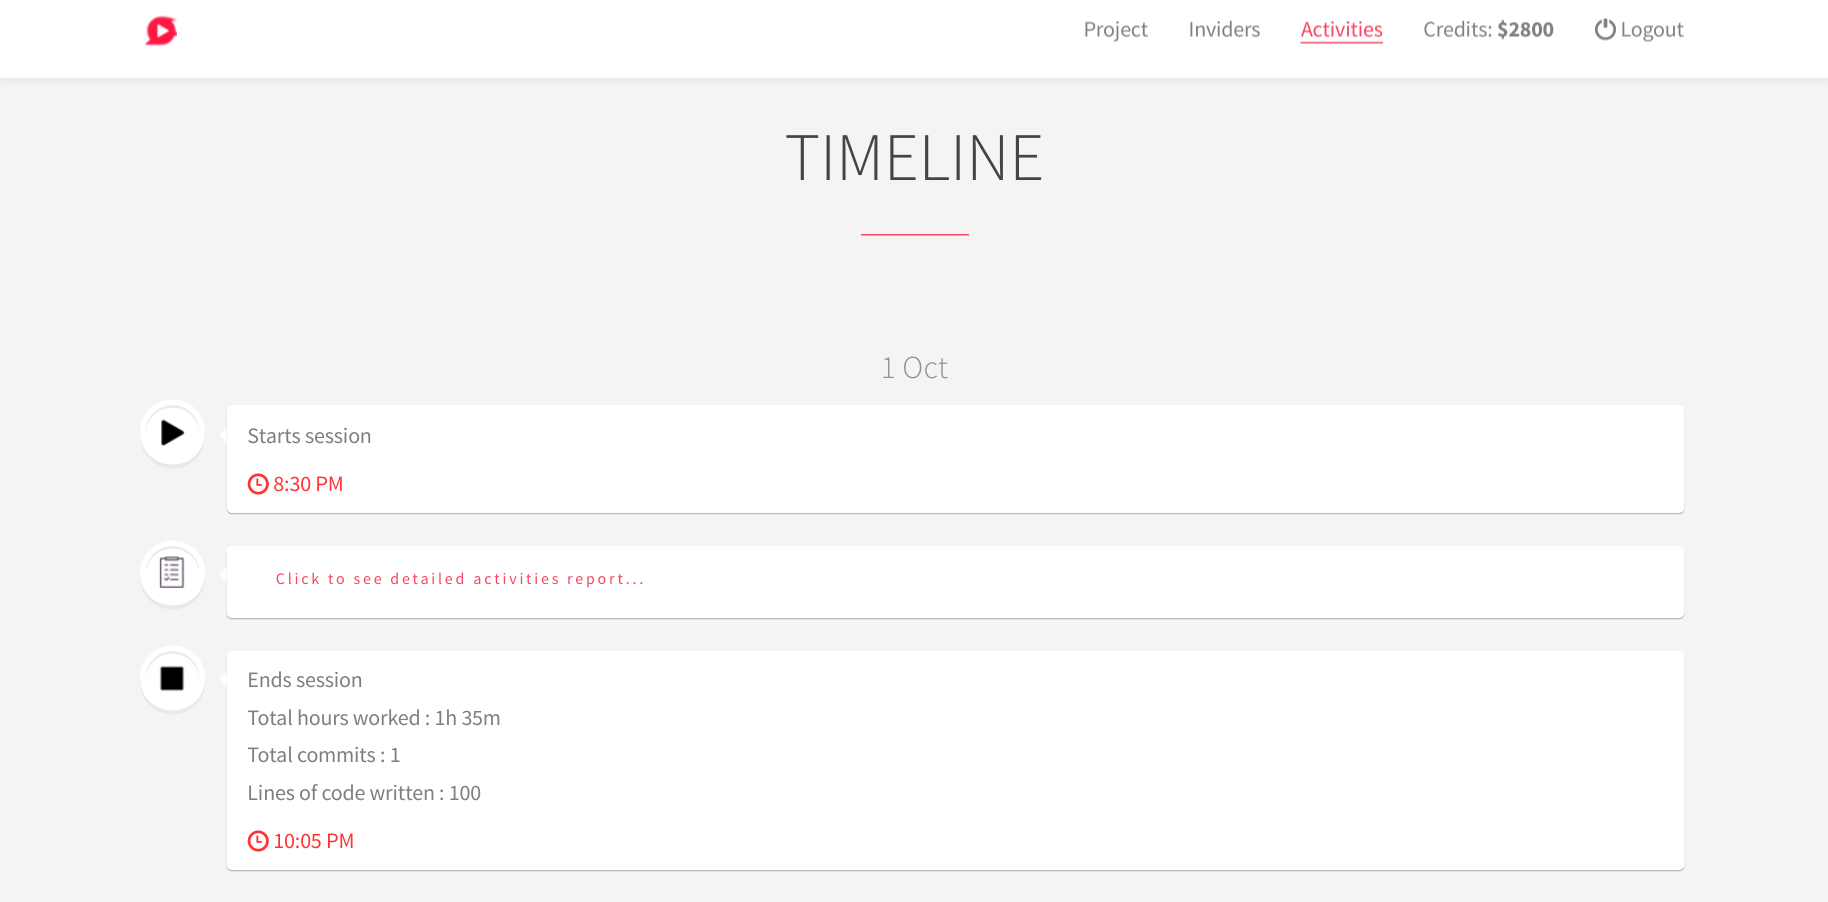 Project Inviders Activities Credits: $2800 Logout
TIMELINE
1 Oct
Starts session
8:30 PM
Click to see detailed activities report...
Ends session
Total hours worked : 1h 35m
Total commits : 1
Lines of code written : 100
10:05 PM